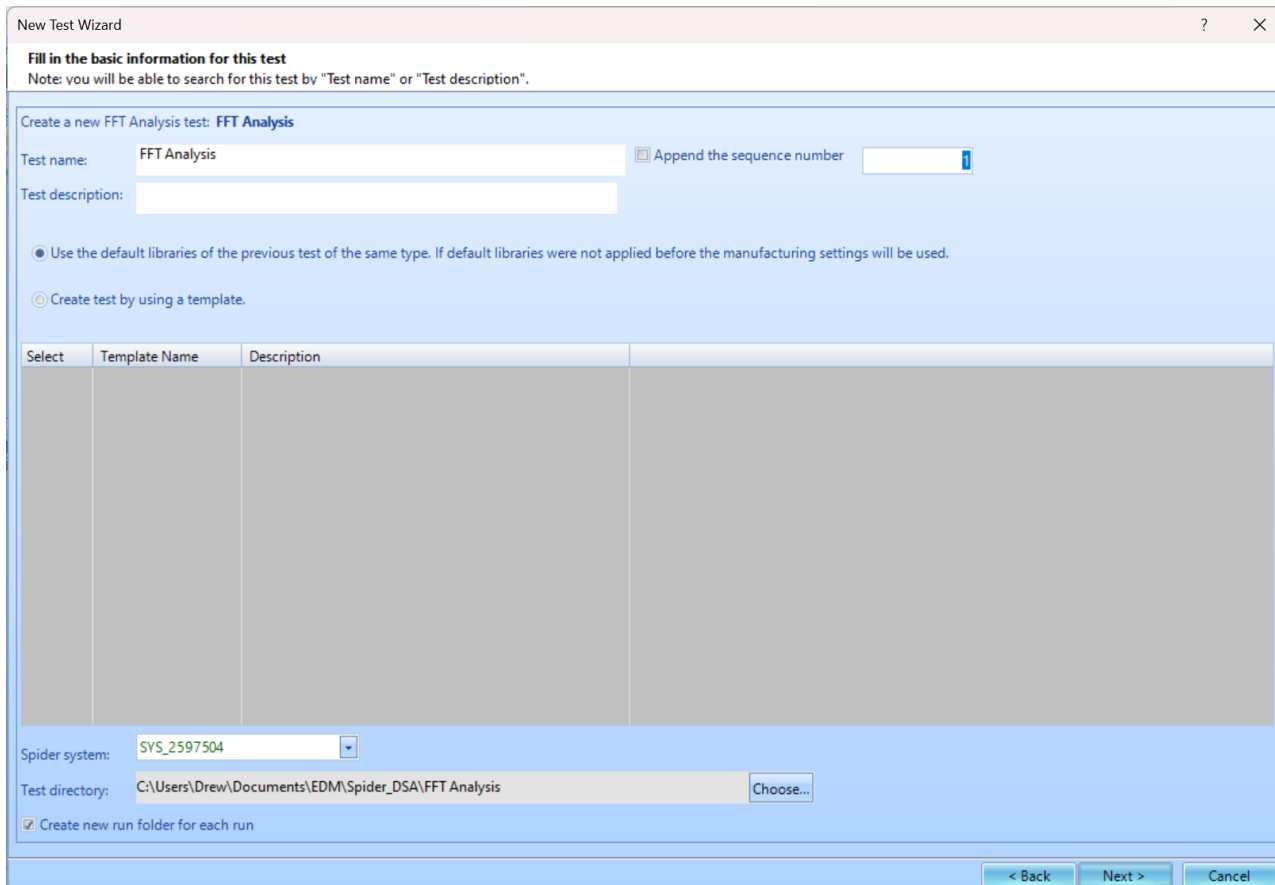 New Test Wizard
?
Fill in the basic information for this test
Note: you will be able to search for this test by "Test name" or "Test description".
Create a new FFT Analysis test: FFT Analysis
Test name: FFT Analysis Append the sequence number 1
Test description:
Use the default libraries of the previous test of the same type. If default libraries were not applied before the manufacturing settings will be used.
Create test by using a template.
Select Template Name Description
Spider system: SYS_2597504
Test directory: C:\Users\Drew\Documents\EDM\Spider_DSA\FFT Analysis Choose...
Create new run folder for each run
< Back Next > Cancel